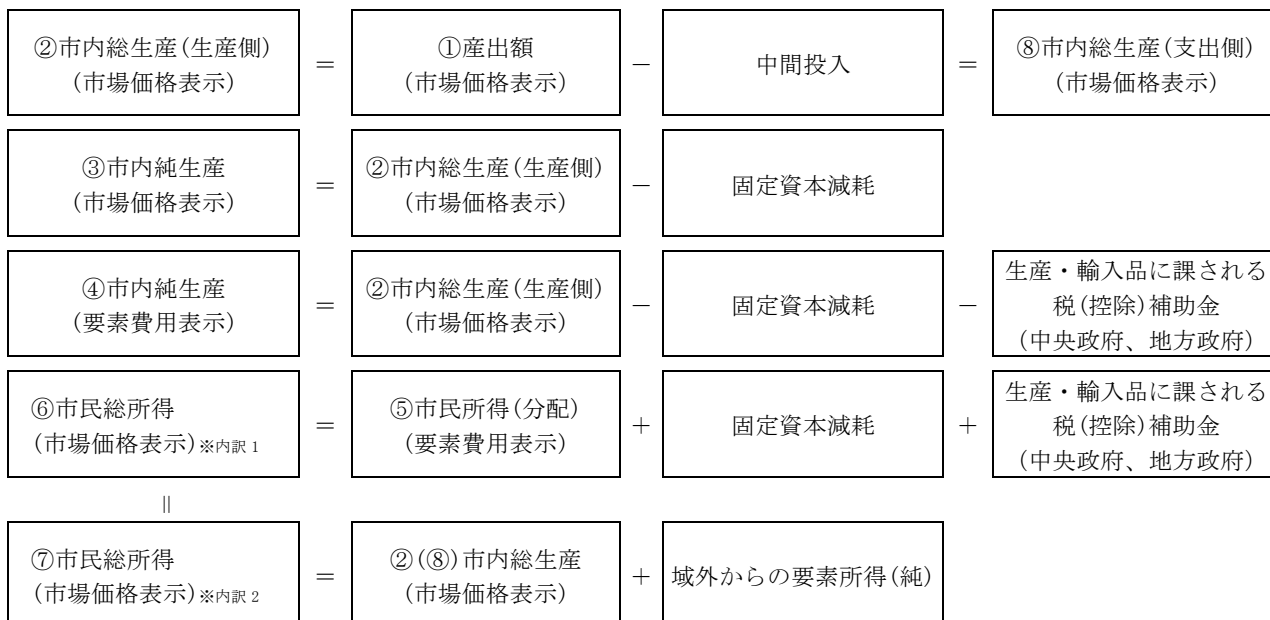 ②市内総生産(生産側)
(市場価格表示)
=
①産出額
(市場価格表示)
−
中間投入
=
⑧市内総生産(支出側)
(市場価格表示)
③市内純生産
(市場価格表示)
=
②市内総生産(生産側)
(市場価格表示)
−
固定資本減耗
④市内純生産
(要素費用表示)
=
②市内総生産(生産側)
(市場価格表示)
−
固定資本減耗
−
生産・輸入品に課される
税(控除)補助金
(中央政府、地方政府)
⑥市民総所得
(市場価格表示)※内訳1
=
⑤市民所得(分配)
(要素費用表示)
+
固定資本減耗
+
生産・輸入品に課される
税(控除)補助金
(中央政府、地方政府)
||
⑦市民総所得
(市場価格表示)※内訳2
=
②(⑧)市内総生産
(市場価格表示)
+
域外からの要素所得(純)